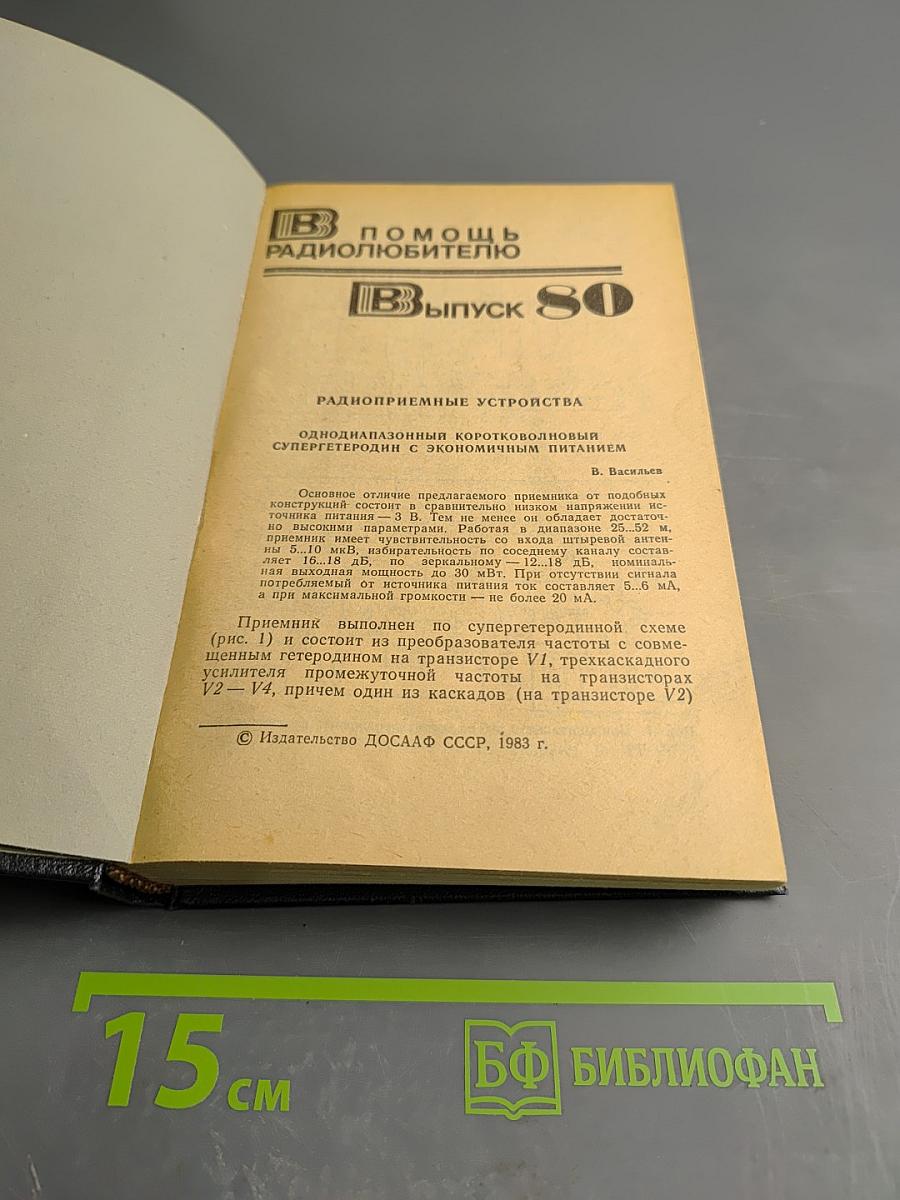 В ПОМОЩЬ
РАДИОЛЮБИТЕЛЮ
Выпуск 80
РАДИОПРИЕМНЫЕ УСТРОЙСТВА
ОДНОДИАПАЗОННЫЙ КОРОТКОВОЛНОВЫЙ
СУПЕРГЕТЕРОДИН С ЭКОНОМИЧНЫМ ПИТАНИЕМ
В. Васильев
Основное отличие предлагаемого приемника от подобных
конструкций состоит в сравнительно низком напряжении ис-
точника питания — 3 В. Тем не менее он обладает достаточ-
но высокими параметрами. Работая в диапазоне 25...52 м,
приемник имеет чувствительность со входа штыревой антен-
ны 5...10 мкВ, избирательность по соседнему каналу состав-
ляет 16...18 дБ, по зеркальному — 12...18 дБ, номиналь-
ная выходная мощность до 30 мВт. При отсутствии сигнала
потребляемый от источника питания ток составляет 5...6 мА,
а при максимальной громкости — не более 20 мА.
Приемник выполнен по супергетеродинной схеме
(рис. 1) и состоит из преобразователя частоты с совме-
щенным гетеродином на транзисторе V1, трехкаскадного
усилителя промежуточной частоты на транзисторах
V2 — V4, причем один из каскадов (на транзисторе V2)
© Издательство ДОСААФ СССР, 1983 г.
15 см
БФ БИБЛИОФАН